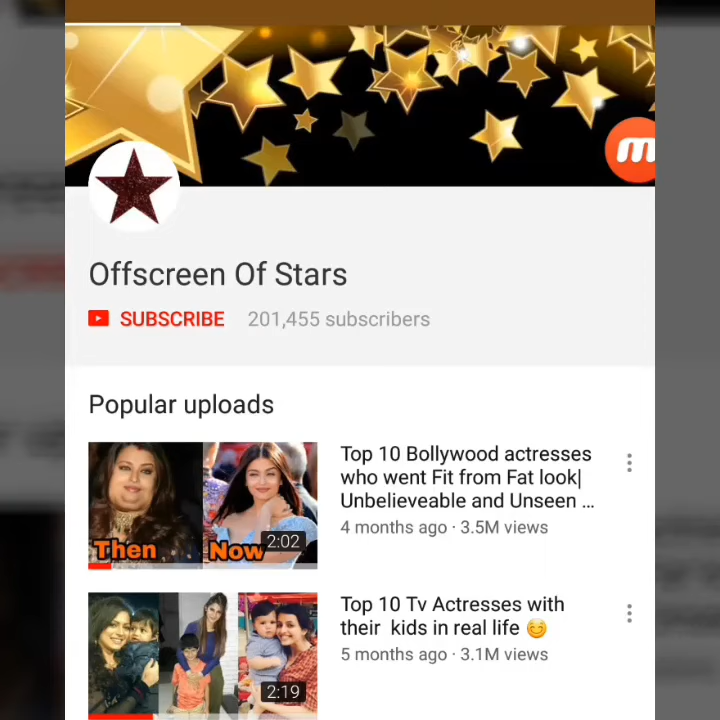 m
Offscreen Of Stars
SUBSCRIBE 201,455 subscribers
Popular uploads
Top 10 Bollywood actresses
who went Fit from Fat look|
Unbelieveable and Unseen ...
4 months ago · 3.5M views
Then Now 2:02
Top 10 Tv Actresses with
their kids in real life 😊
5 months ago · 3.1M views
2:19